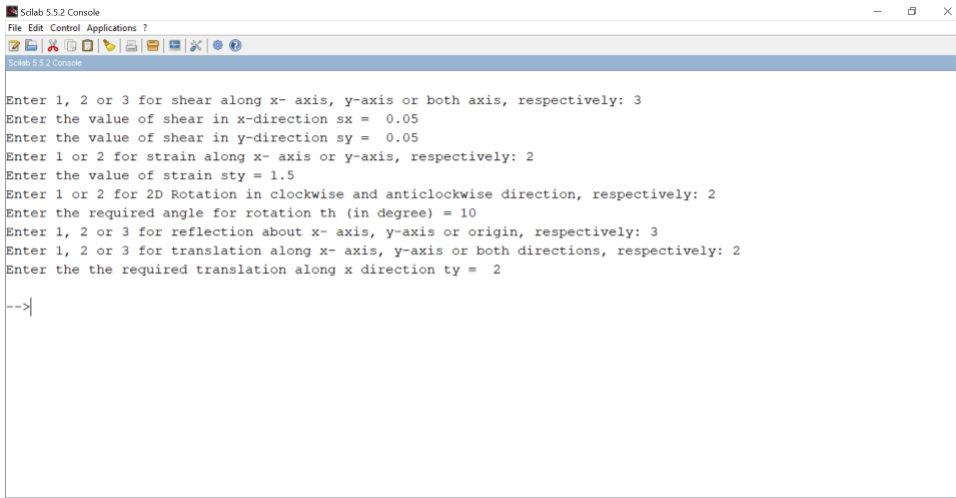 Scilab 5.5.2 Console
File Edit Control Applications ?
Scilab 5.5.2 Console
Enter 1, 2 or 3 for shear along x- axis, y-axis or both axis, respectively: 3
Enter the value of shear in x-direction sx =  0.05
Enter the value of shear in y-direction sy =  0.05
Enter 1 or 2 for strain along x- axis or y-axis, respectively: 2
Enter the value of strain sty = 1.5
Enter 1 or 2 for 2D Rotation in clockwise and anticlockwise direction, respectively: 2
Enter the required angle for rotation th (in degree) = 10
Enter 1, 2 or 3 for reflection about x- axis, y-axis or origin, respectively: 3
Enter 1, 2 or 3 for translation along x- axis, y-axis or both directions, respectively: 2
Enter the the required translation along x direction ty =  2
-->